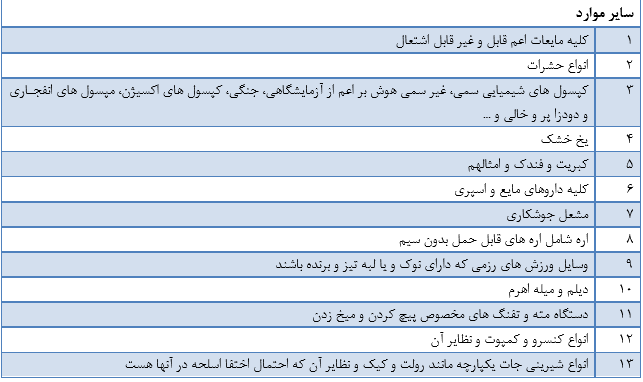 سایر موارد
۱ کلیه مایعات اعم قابل و غیر قابل اشتعال
۲ انواع حشرات
۳ کپسول های شیمیایی سمی، غیر سمی هوش بر اعم از آزمایشگاهی، جنگی، کپسول های اکسیژن، مپسول های انفجاری
و دودزا پر و خالی و ...
۴ یخ خشک
۵ کبریت و فندک و امثالهم
۶ کلیه داروهای مایع و اسپری
۷ مشعل جوشکاری
۸ اره شامل اره های قابل حمل بدون سیم
۹ وسایل ورزش های رزمی که دارای نوک و یا لبه تیز و برنده باشند
۱۰ دیلم و میله اهرم
۱۱ دستگاه مته و تفنگ های مخصوص پیچ کردن و میخ زدن
۱۲ انواع کنسرو و کمپوت و نظایر آن
۱۳ انواع شیرینی جات یکپارچه مانند رولت و کیک و نظایر آن که احتمال اختفا اسلحه در آنها هست